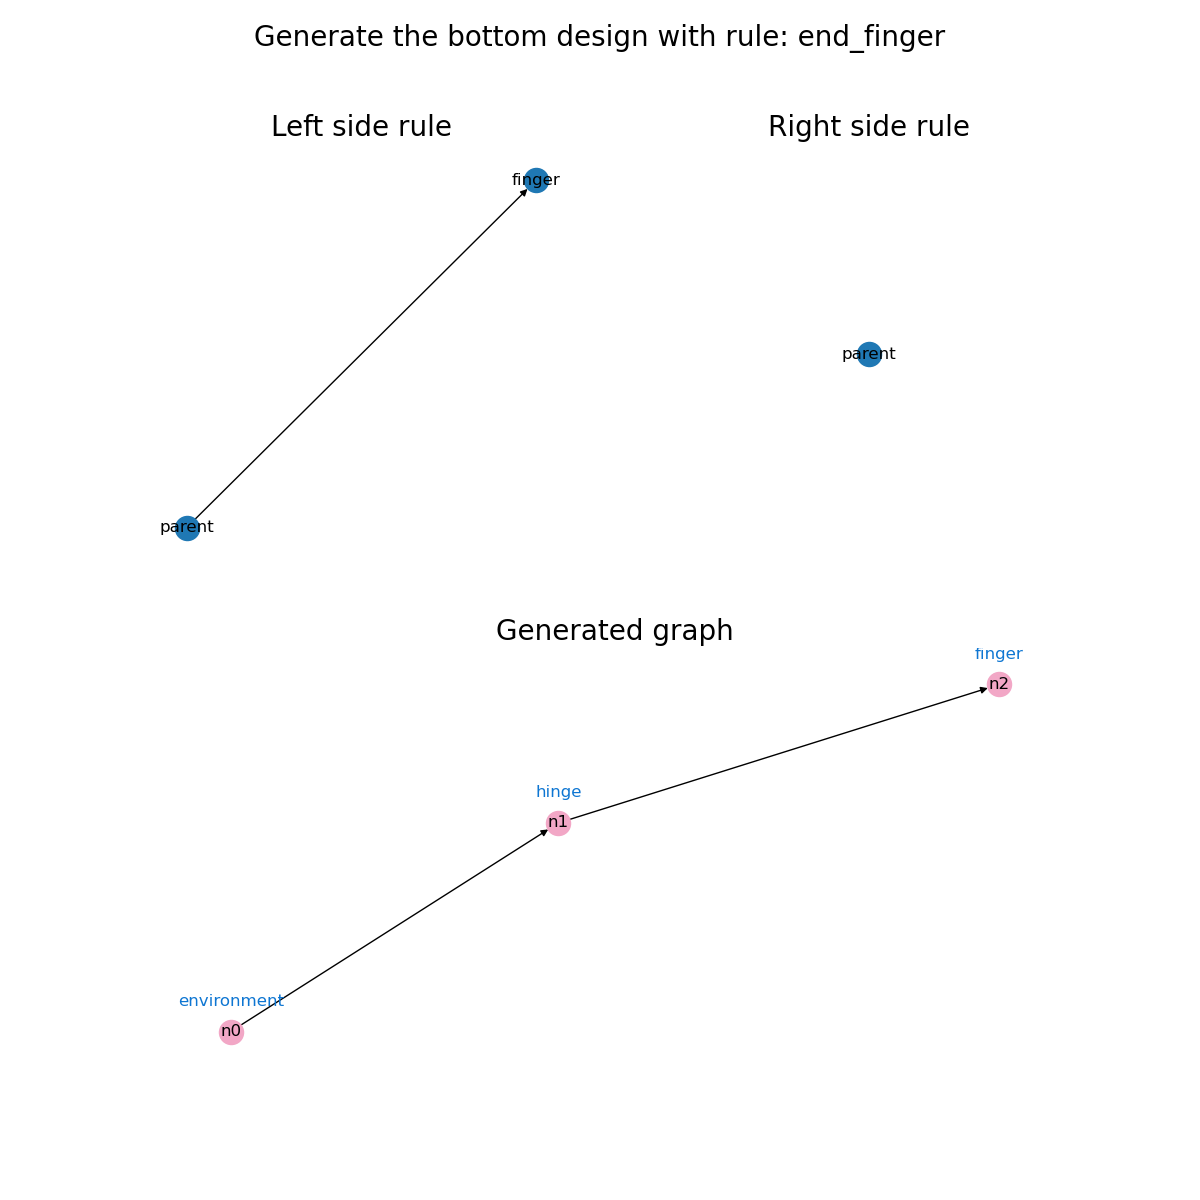 Generate the bottom design with rule: end_finger
Left side rule
Right side rule
finger
parent
parent
Generated graph
finger
n2
hinge
n1
environment
n0